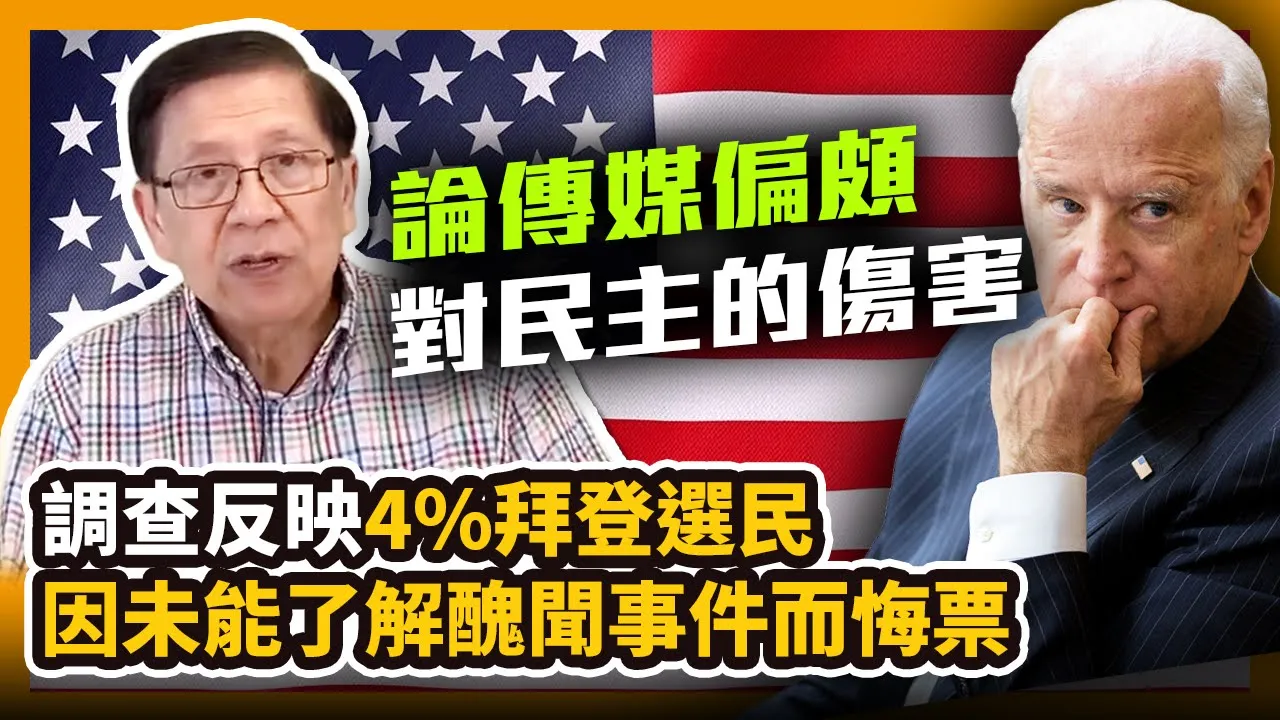 論傳媒偏頗
對民主的傷害
調查反映4%拜登選民
因未能了解醜聞事件而悔票